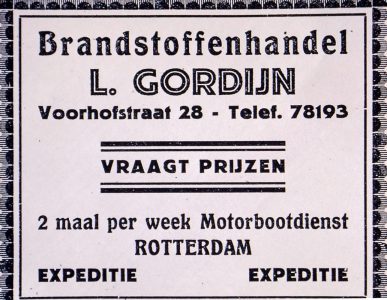 Brandstoffenhandel
L. GORDIJN
Voorhofstraat 28 - Telef. 78193
VRAAGT PRIJZEN
2 maal per week Motorbootdienst
ROTTERDAM
EXPEDITIE EXPEDITIE